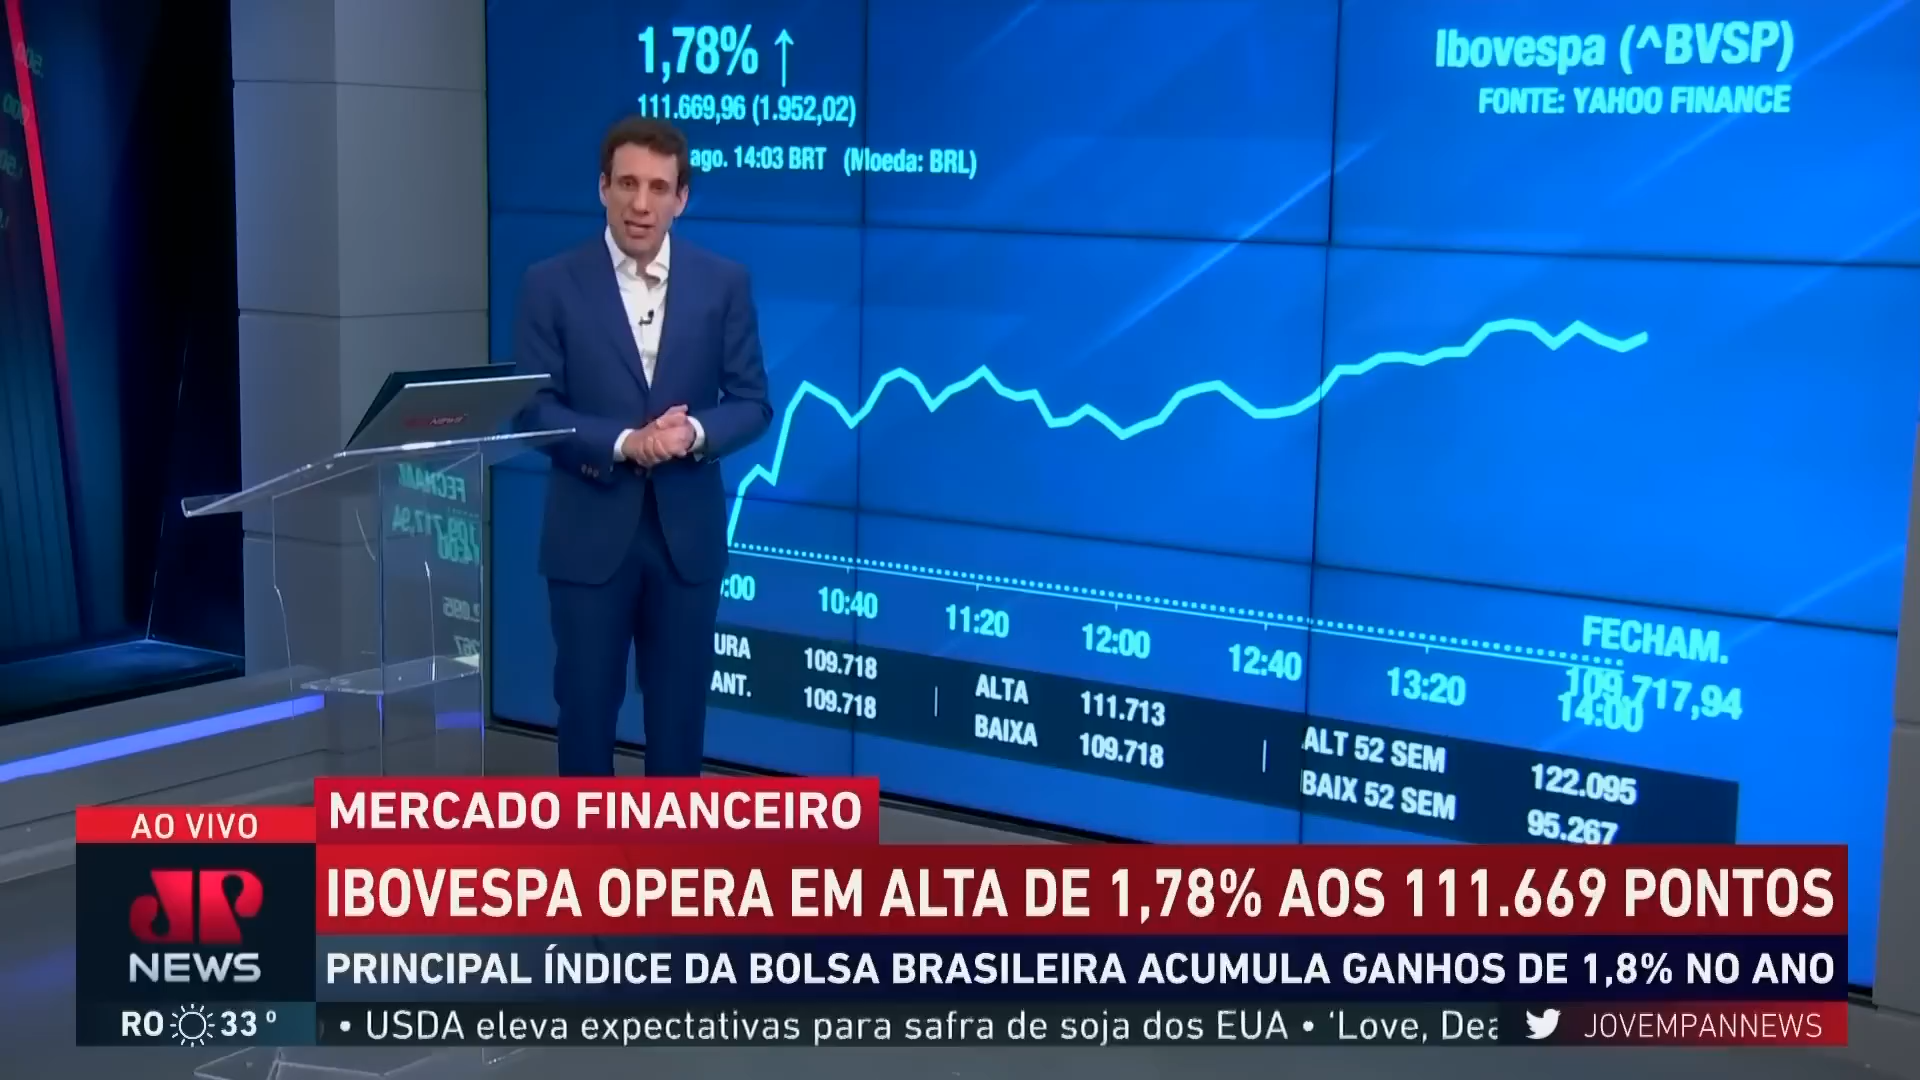 1,78% ↑
111.669,96 (1.952,02)
ago. 14:03 BRT (Moeda: BRL)
Ibovespa (^BVSP)
FONTE: YAHOO FINANCE
:00 10:40 11:20 12:00 12:40 13:20 14:00
FECHAM.
109.717,94
URA 109.718 | ALTA 111.713 | ALT 52 SEM 122.095
ANT. 109.718 BAIXA 109.718 BAIX 52 SEM 95.267
MERCADO FINANCEIRO
AO VIVO
IBOVESPA OPERA EM ALTA DE 1,78% AOS 111.669 PONTOS
JP
NEWS
PRINCIPAL ÍNDICE DA BOLSA BRASILEIRA ACUMULA GANHOS DE 1,8% NO ANO
RO 33º
• USDA eleva expectativas para safra de soja dos EUA • 'Love, Dea
JOVEMPANNEWS